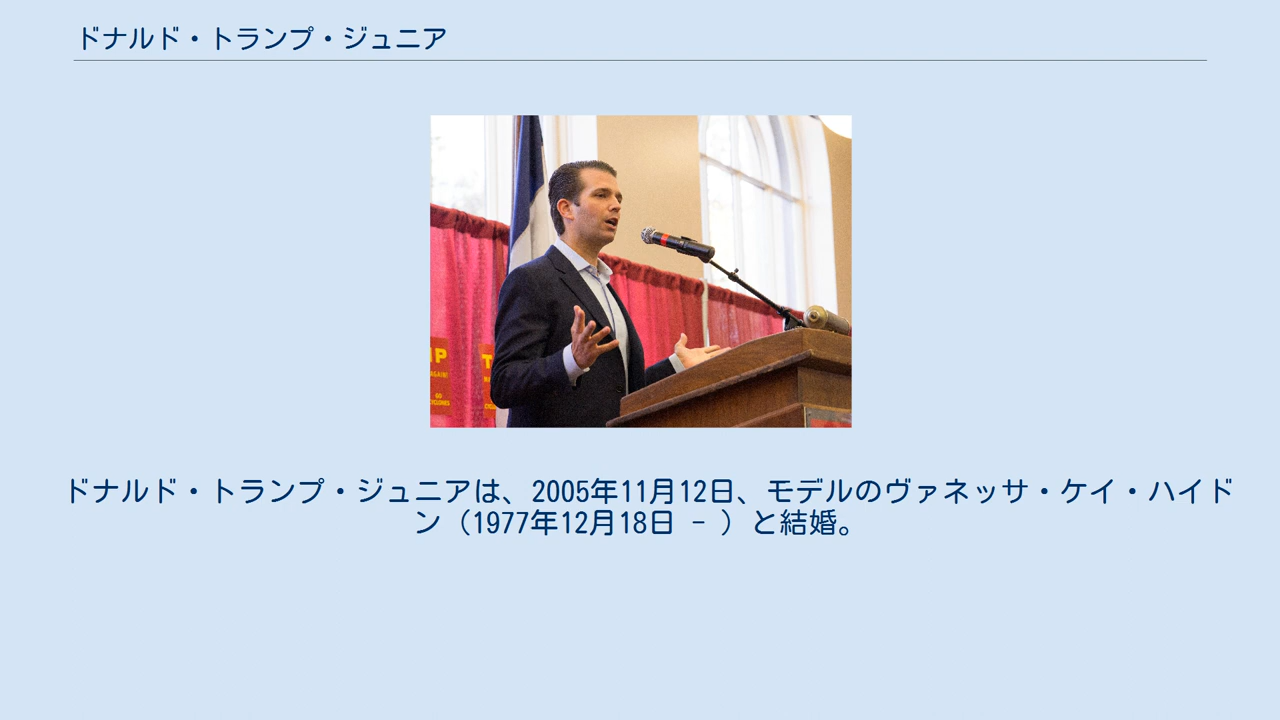 ドナルド・トランプ・ジュニア
IP
T
GO
CYCLONES
ドナルド・トランプ・ジュニアは、2005年11月12日、モデルのヴァネッサ・ケイ・ハイド
ン（1977年12月18日 - ）と結婚。